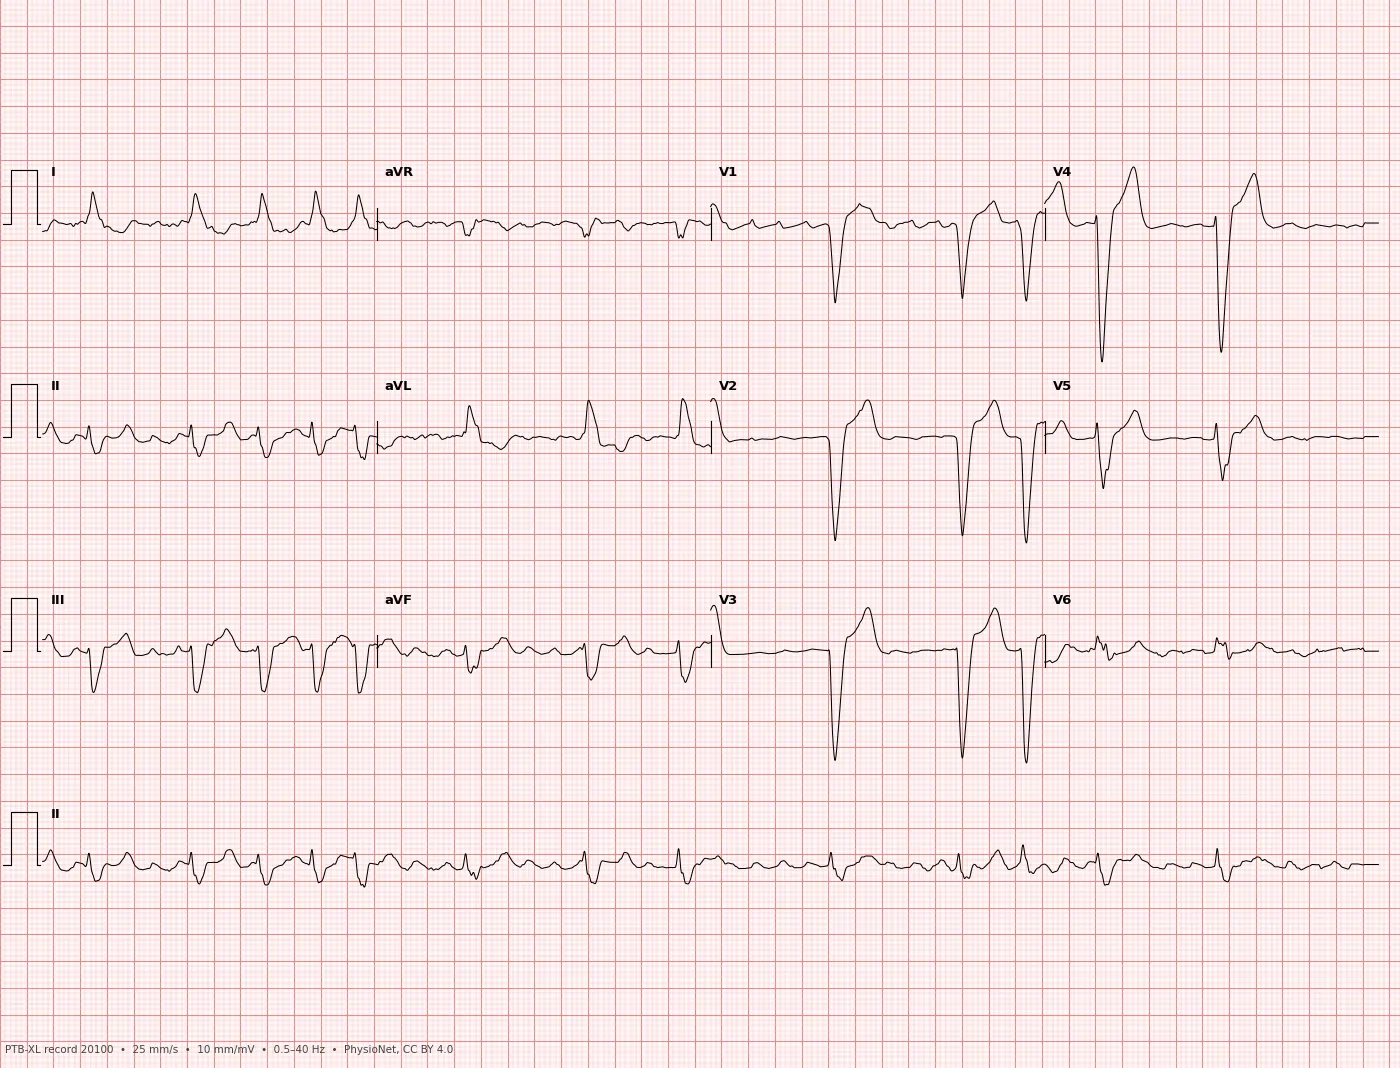 I aVR V1 V4
II aVL V2 V5
III aVF V3 V6
II
PTB-XL record 20100 • 25 mm/s • 10 mm/mV • 0.5–40 Hz • PhysioNet, CC BY 4.0